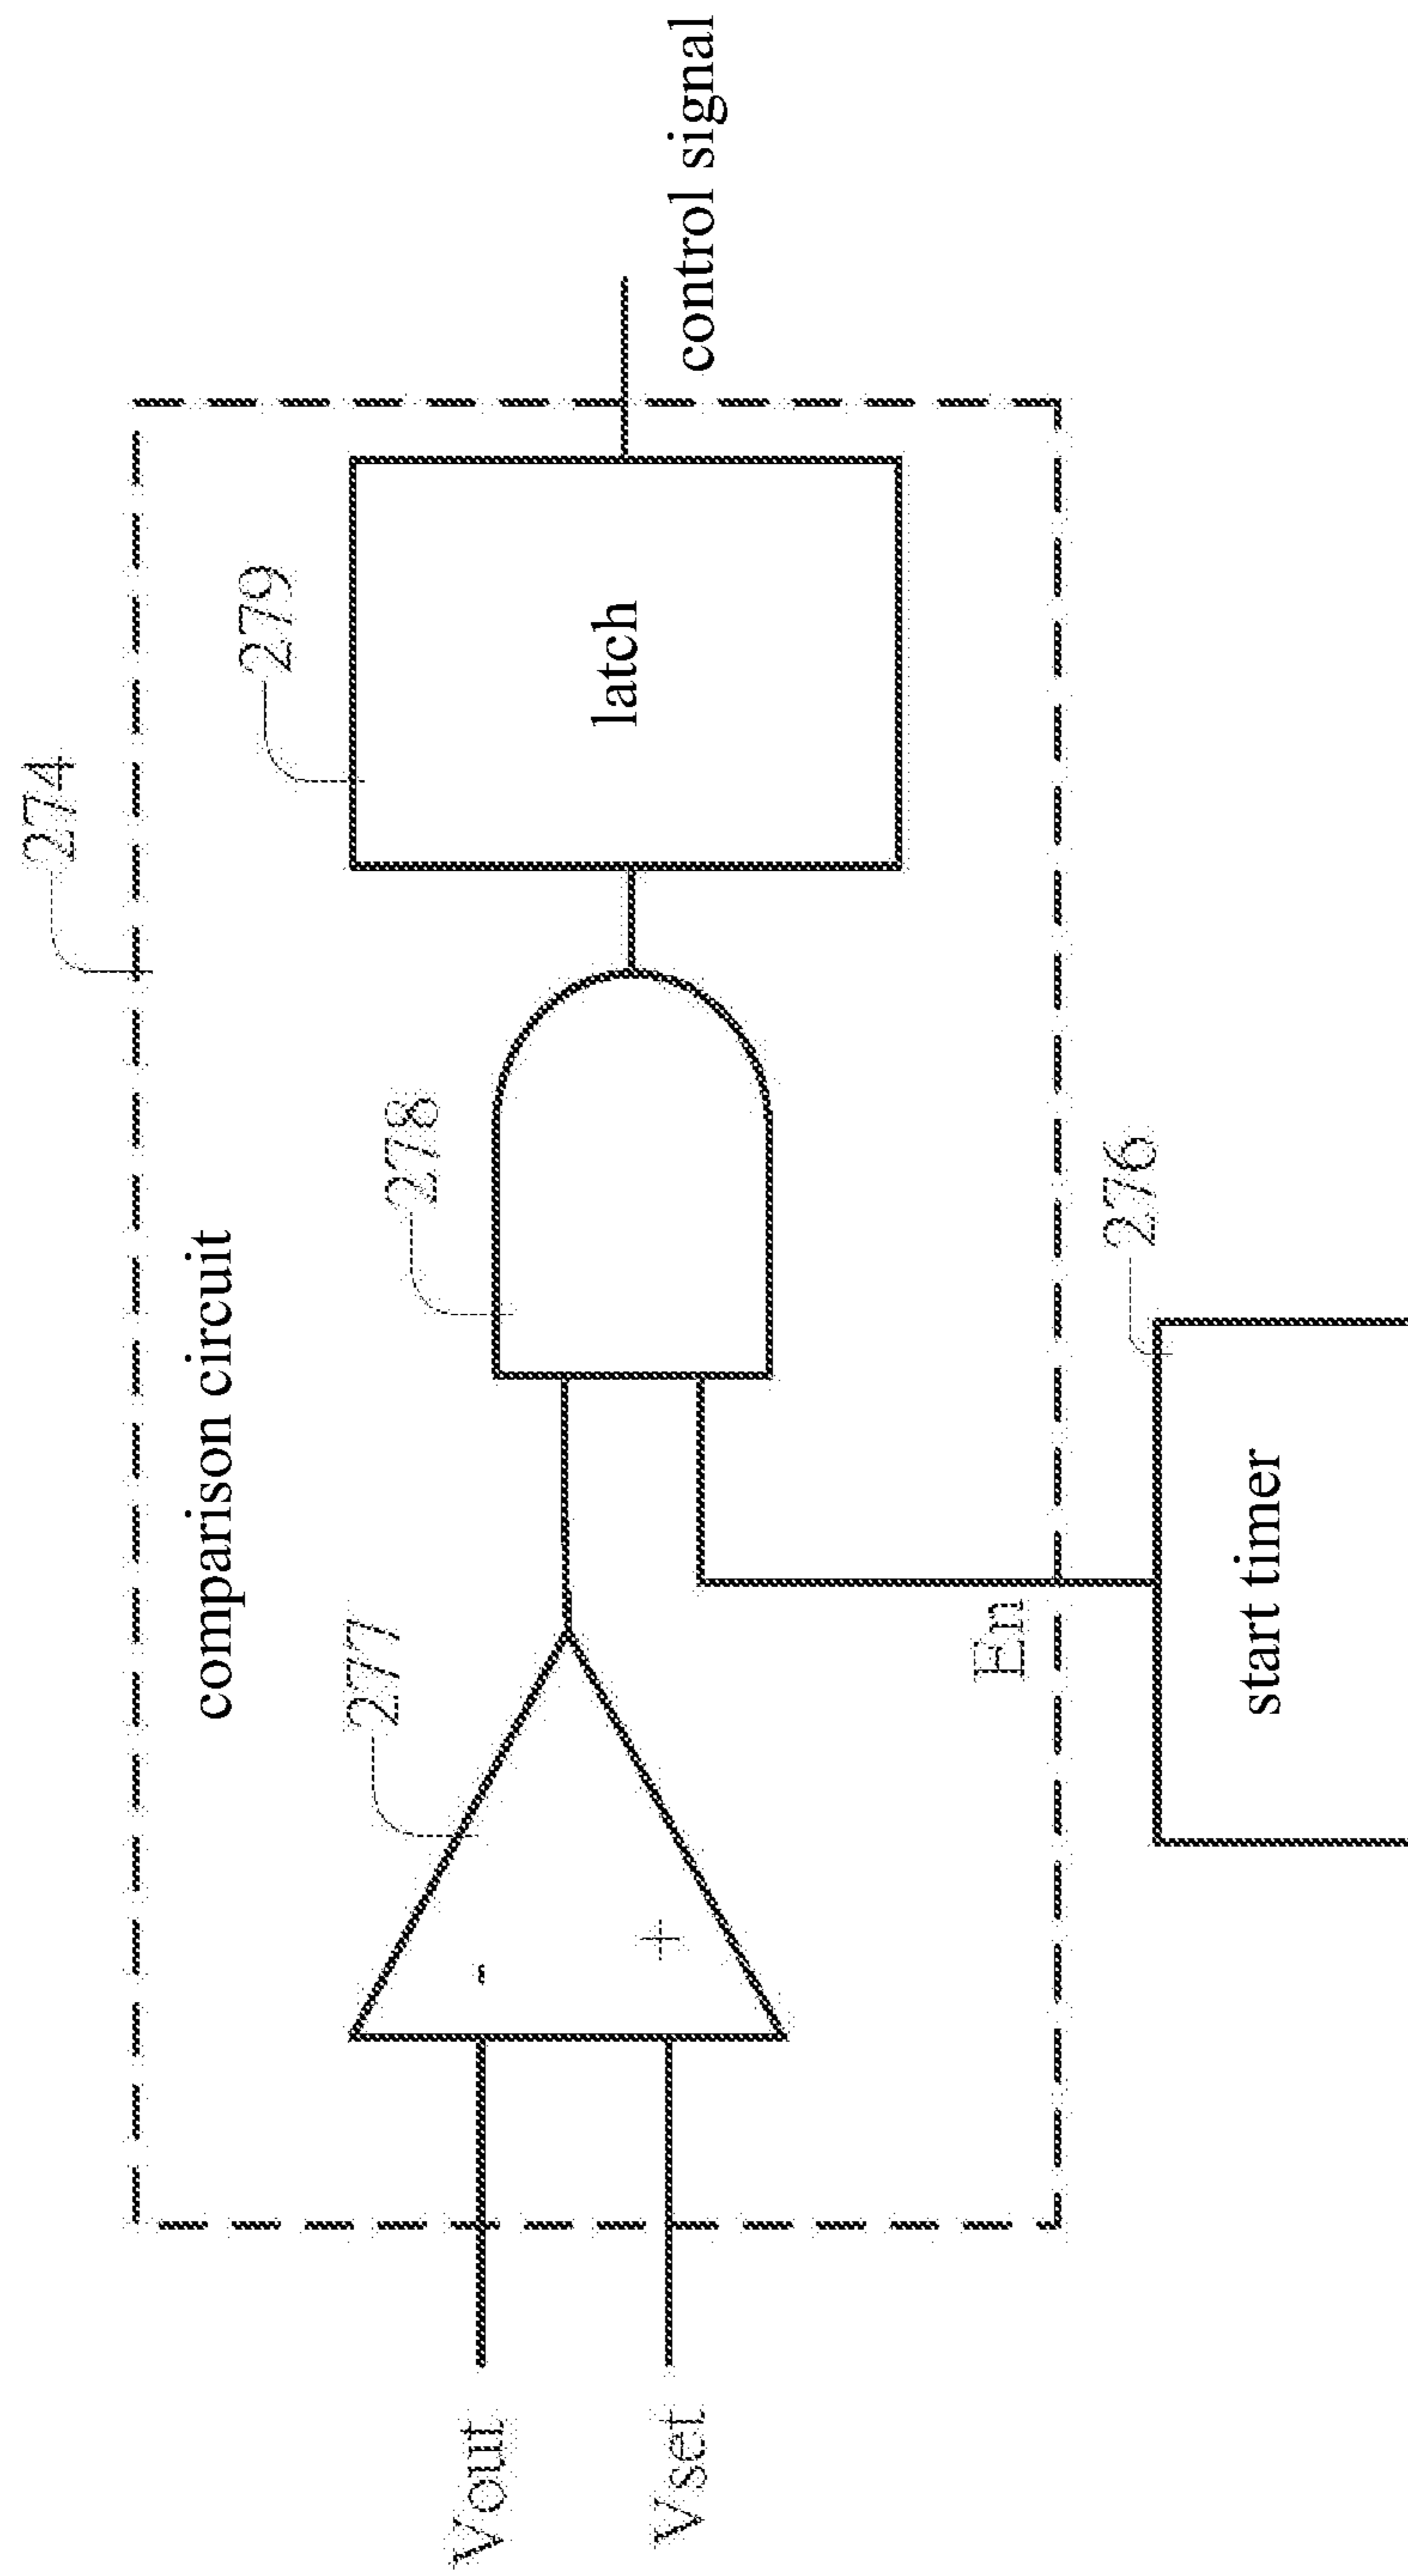 274
comparison circuit
279
277
278
Vout
-
latch
control signal
Vset
+
En
276
start timer